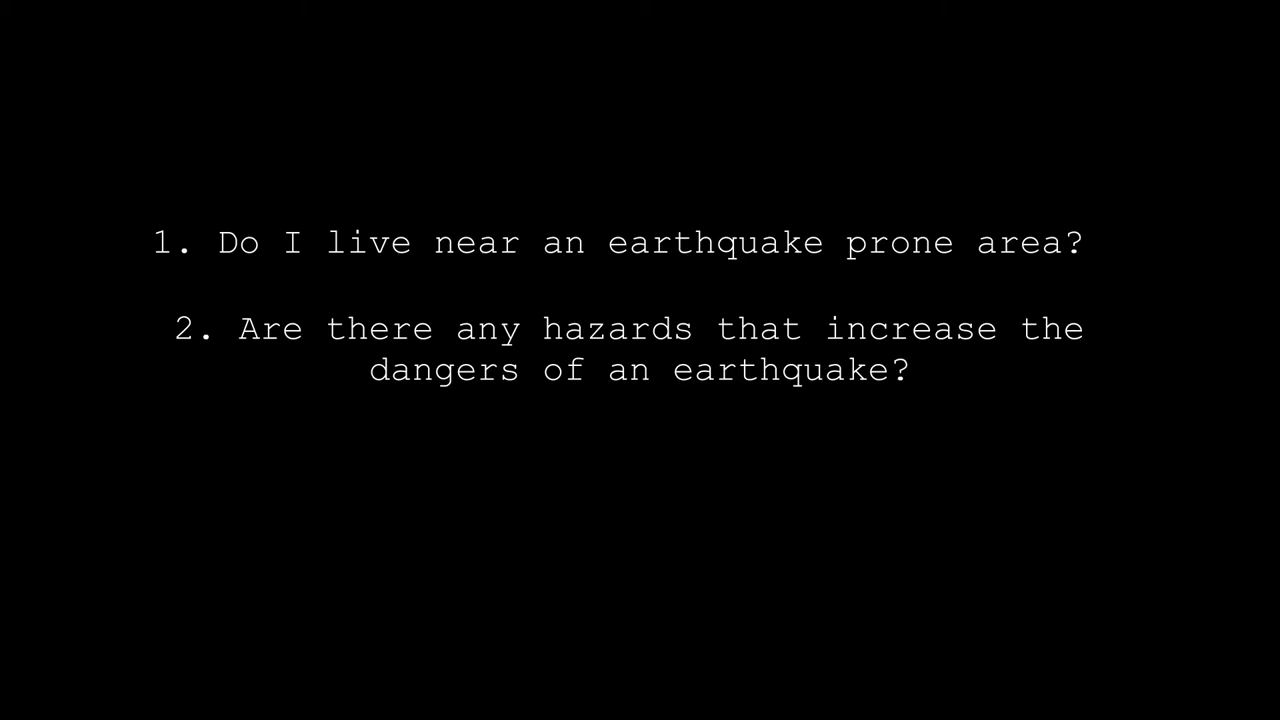 1. Do I live near an earthquake prone area?
2. Are there any hazards that increase the
dangers of an earthquake?